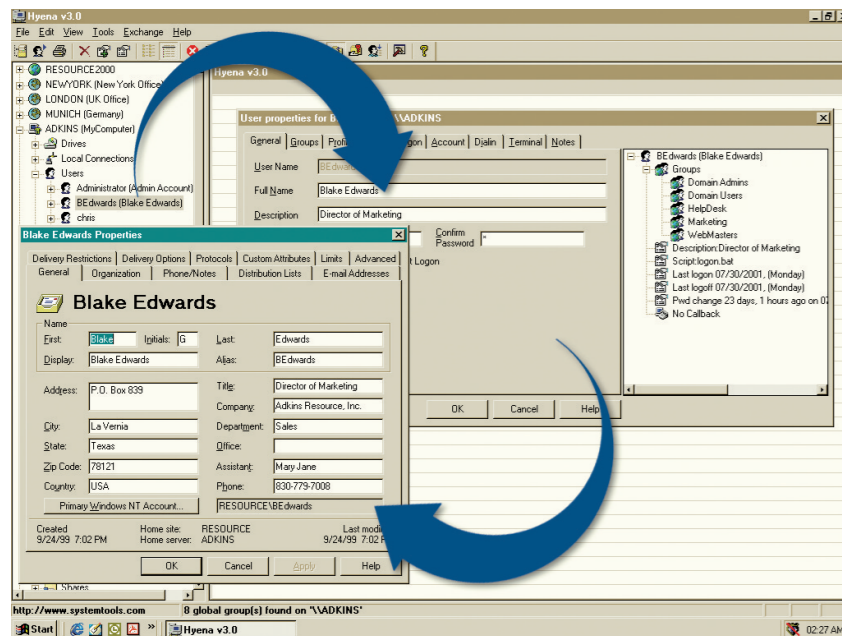 Hyena v3.0
File Edit View Tools Exchange Help
RESOURCE2000
NEWYORK (New York Office)
LONDON (UK Office)
MUNICH (Germany)
ADKINS (MyComputer)
Drives
Local Connections
Users
Administrator (Admin Account)
BEdwards (Blake Edwards)
chris
Hyena v3.0
User properties for \\ADKINS
General Groups Account Dialin Terminal Notes
User Name BEdwards
Full Name Blake Edwards
Description Director of Marketing
Confirm
Password
Logon
BEdwards (Blake Edwards)
Groups
Domain Admins
Domain Users
HelpDesk
Marketing
WebMasters
Description:Director of Marketing
Script:logon.bat
Last logon 07/30/2001, (Monday)
Last logoff 07/30/2001, (Monday)
Pwd change 23 days, 1 hours ago on
No Callback
OK Cancel Help
Blake Edwards Properties
Delivery Restrictions Delivery Options Protocols Custom Attributes Limits Advanced
General Organization Phone/Notes Distribution Lists E-mail Addresses
Blake Edwards
Name
First: Blake Initials: G Last: Edwards
Display: Blake Edwards Alias: BEdwards
Address: P.O. Box 839 Title: Director of Marketing
Company: Adkins Resource, Inc.
City: La Vernia Department: Sales
State: Texas Office:
Zip Code: 78121 Assistant: Mary Jane
Country: USA Phone: 830-779-7008
Primary Windows NT Account... RESOURCE\BEdwards
Created Home site: RESOURCE Last
9/24/99 7:02 PM Home server: ADKINS 9/24/99 7:02
OK Cancel Apply Help
Shares
http://www.systemtools.com 8 global group(s) found on "\\ADKINS"
Start » Hyena v3.0 02:27 AM